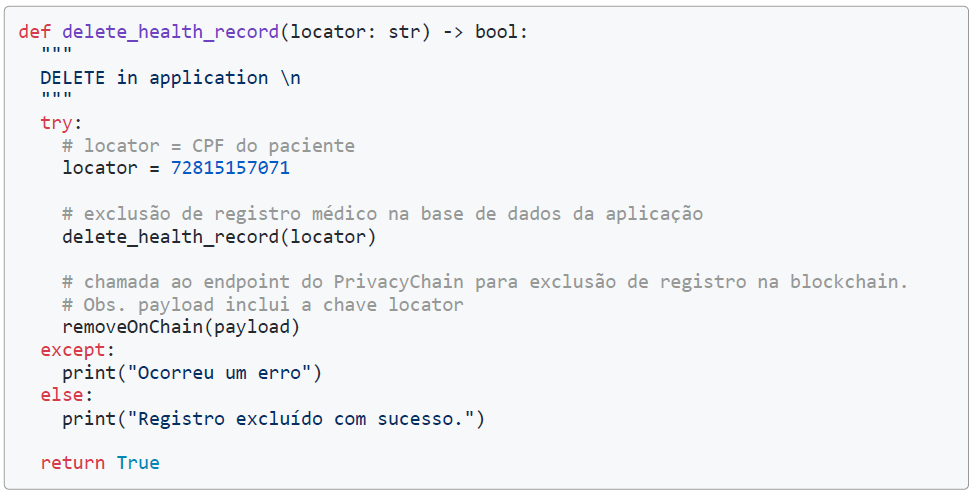 def delete_health_record(locator: str) -> bool:
  """
  DELETE in application \n
  """
  try:
    # locator = CPF do paciente
    locator = 72815157071

    # exclusão de registro médico na base de dados da aplicação
    delete_health_record(locator)

    # chamada ao endpoint do PrivacyChain para exclusão de registro na blockchain.
    # Obs. payload inclui a chave locator
    removeOnChain(payload)
  except:
    print("Ocorreu um erro")
  else:
    print("Registro excluído com sucesso.")

  return True